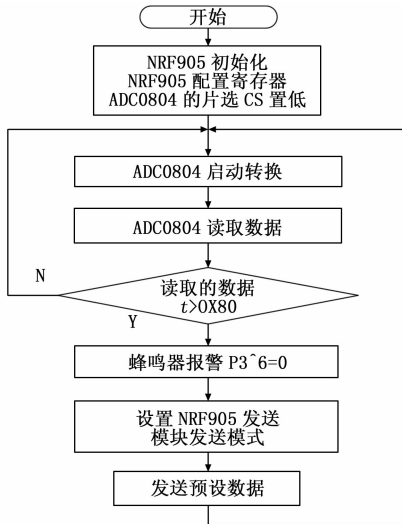 开始
NRF905 初始化
NRF905 配置寄存器
ADC0804 的片选 CS 置低
ADC0804 启动转换
ADC0804 读取数据
N
读取的数据
t>0X80
Y
蜂鸣器报警 P3^6=0
设置 NRF905 发送
模块发送模式
发送预设数据